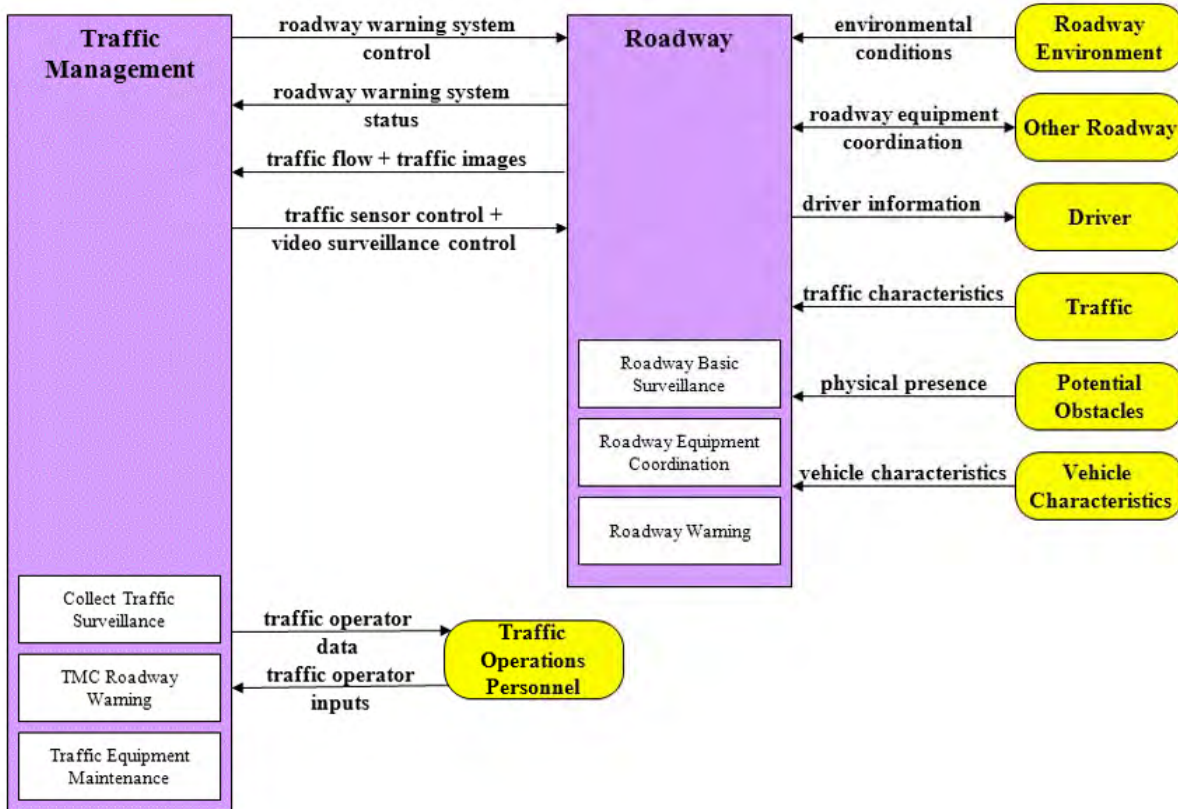 Traffic
Management
roadway warning system
control
roadway warning system
status
traffic flow + traffic images
traffic sensor control +
video surveillance control
Collect Traffic
Surveillance
TMC Roadway
Warning
Traffic Equipment
Maintenance
traffic operator
data
traffic operator
inputs
Traffic
Operations
Personnel
Roadway
Roadway Basic
Surveillance
Roadway Equipment
Coordination
Roadway Warning
environmental
conditions
Roadway
Environment
roadway equipment
coordination
Other Roadway
driver information
Driver
traffic characteristics
Traffic
physical presence
Potential
Obstacles
vehicle characteristics
Vehicle
Characteristics